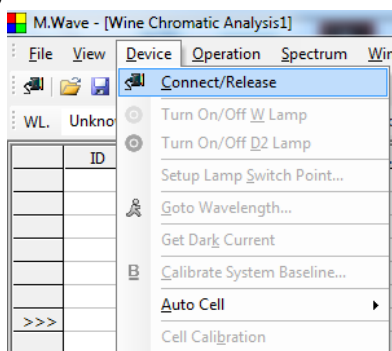 M.Wave - [Wine Chromatic Analysis1]
File View Device Operation Spectrum
Connect/Release
WL. Turn On/Off W Lamp
Turn On/Off D2 Lamp
ID
Setup Lamp Switch Point...
Goto Wavelength...
Get Dark Current
B Calibrate System Baseline...
Auto Cell
>>>
Cell Calibration